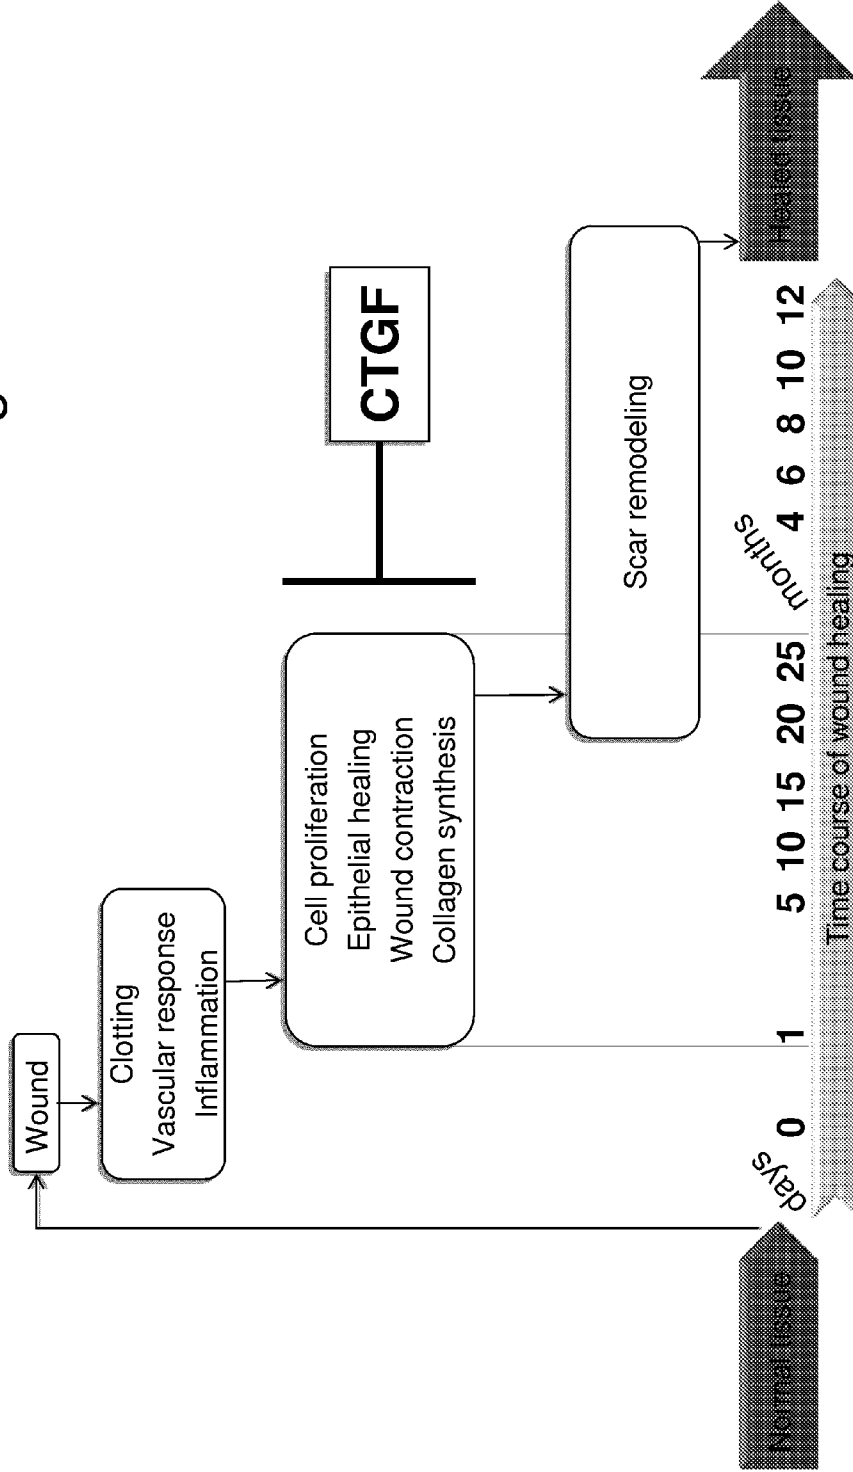 Wound
Clotting
Vascular response
Inflammation
Cell proliferation
Epithelial healing
Wound contraction
Collagen synthesis
CTGF
Scar remodeling
Normal tissue
days
0 1 5 10 15 20 25
months
4 6 8 10 12
Healed tissue
Time course of wound healing